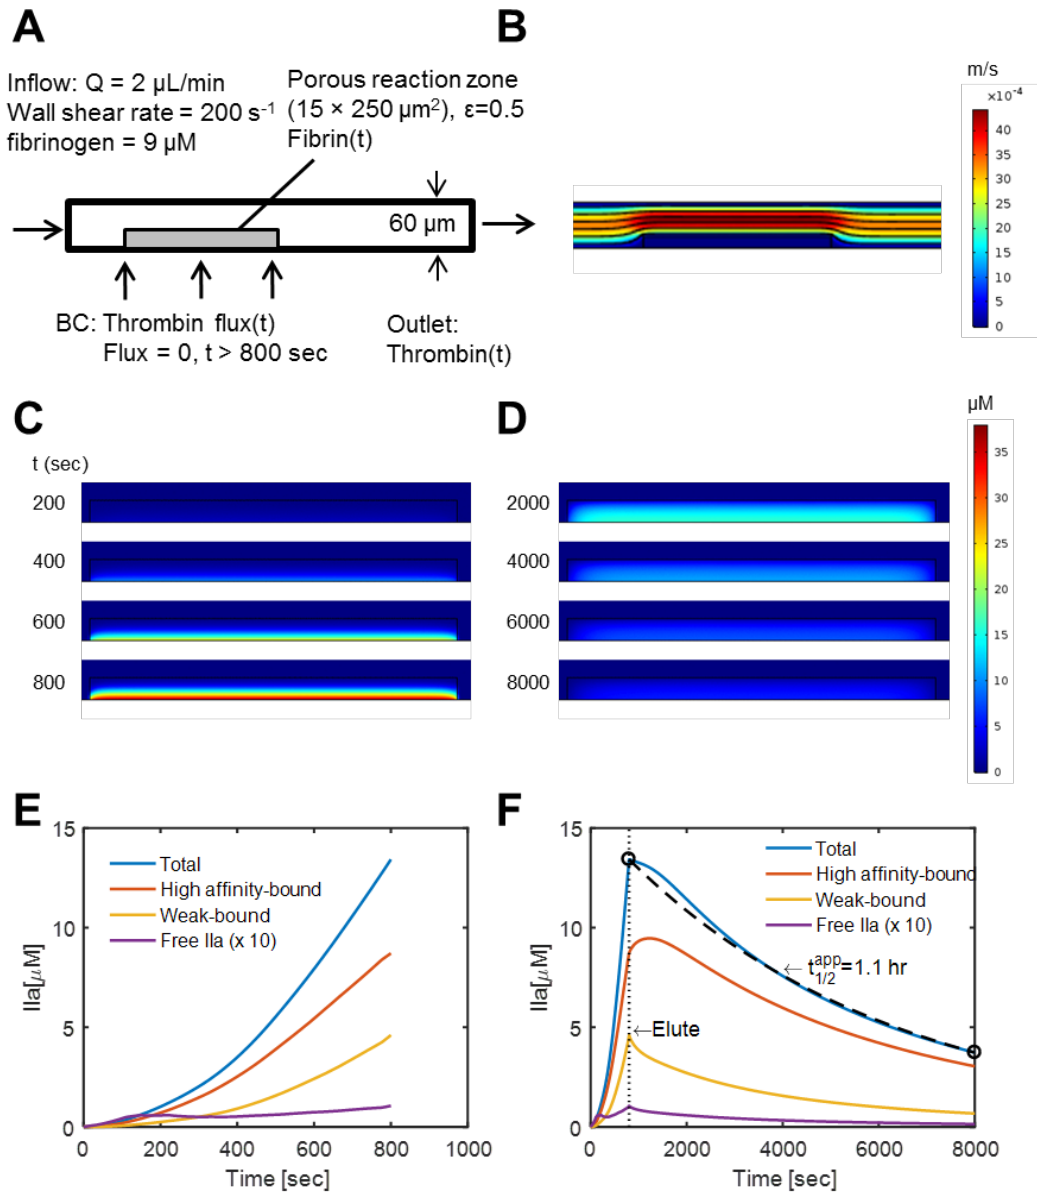 A
Inflow: Q = 2 µL/min
Wall shear rate = 200 s⁻¹
fibrinogen = 9 µM
Porous reaction zone
(15 × 250 µm²), ε=0.5
Fibrin(t)
60 µm
BC: Thrombin flux(t)
Flux = 0, t > 800 sec
Outlet:
Thrombin(t)
B
m/s
×10⁻⁴
40
35
30
25
20
15
10
5
0
C
t (sec)
200
400
600
800
D
2000
4000
6000
8000
µM
35
30
25
20
15
10
5
0
E
15
10
5
0
IIa[µM]
Total
High affinity-bound
Weak-bound
Free IIa (x 10)
0 200 400 600 800 1000
Time [sec]
F
15
10
5
0
IIa[µM]
Total
High affinity-bound
Weak-bound
Free IIa (x 10)
←t₁/₂ᵃᵖᵖ=1.1 hr
←Elute
0 2000 4000 6000 8000
Time [sec]